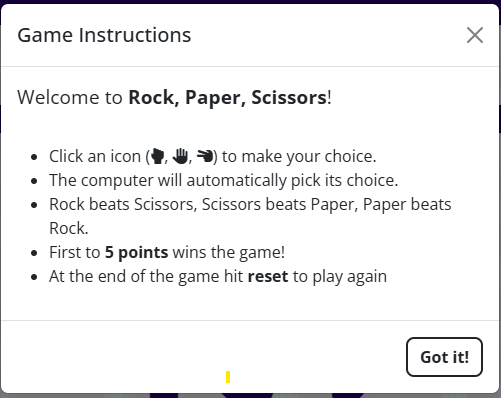 Game Instructions
Welcome to Rock, Paper, Scissors!
Click an icon (, , ) to make your choice.
The computer will automatically pick its choice.
Rock beats Scissors, Scissors beats Paper, Paper beats
Rock.
First to 5 points wins the game!
At the end of the game hit reset to play again
Got it!